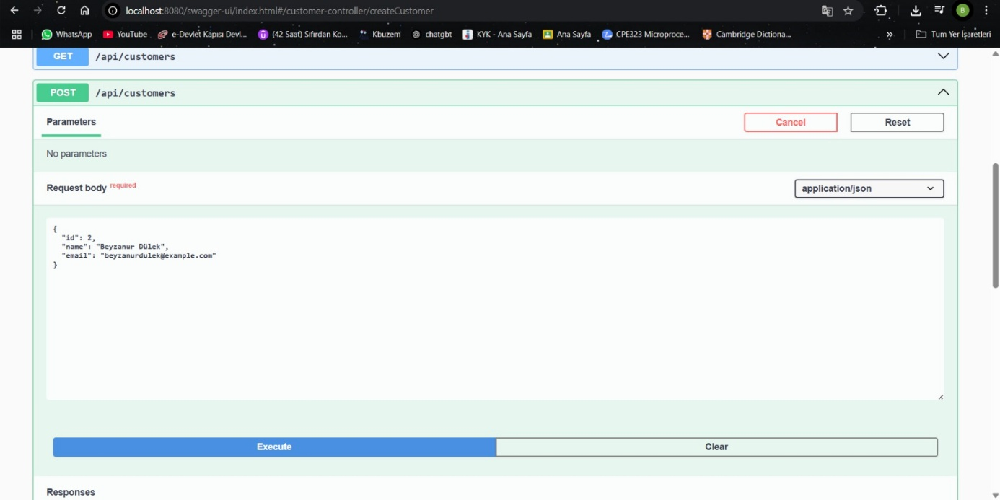 localhost:8080/swagger-ui/index.html#/customer-controller/createCustomer
B
WhatsApp YouTube e-Devlet Kapısı Devl... (42 Saat) Sıfırdan Ko... Kbuzem chatgbt KYK - Ana Sayfa Ana Sayfa CPE323 Microproce... Cambridge Dictiona... » Tüm Yer İşaretleri
GET /api/customers
POST /api/customers
Parameters Cancel Reset
No parameters
Request body required application/json
{
"id": 2,
"name": "Beyzanur Dülek",
"email": "beyzanurdulek@example.com"
}
Execute Clear
Responses